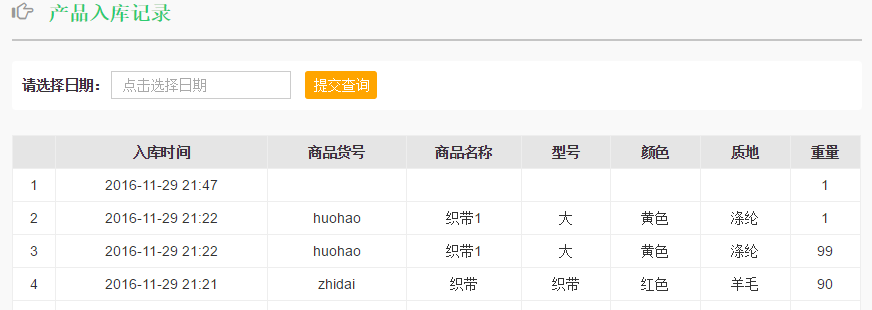 产品入库记录
请选择日期： 点击选择日期 提交查询
入库时间 商品货号 商品名称 型号 颜色 质地 重量
1 2016-11-29 21:47 1
2 2016-11-29 21:22 huohao 织带1 大 黄色 涤纶 1
3 2016-11-29 21:22 huohao 织带1 大 黄色 涤纶 99
4 2016-11-29 21:21 zhidai 织带 织带 红色 羊毛 90